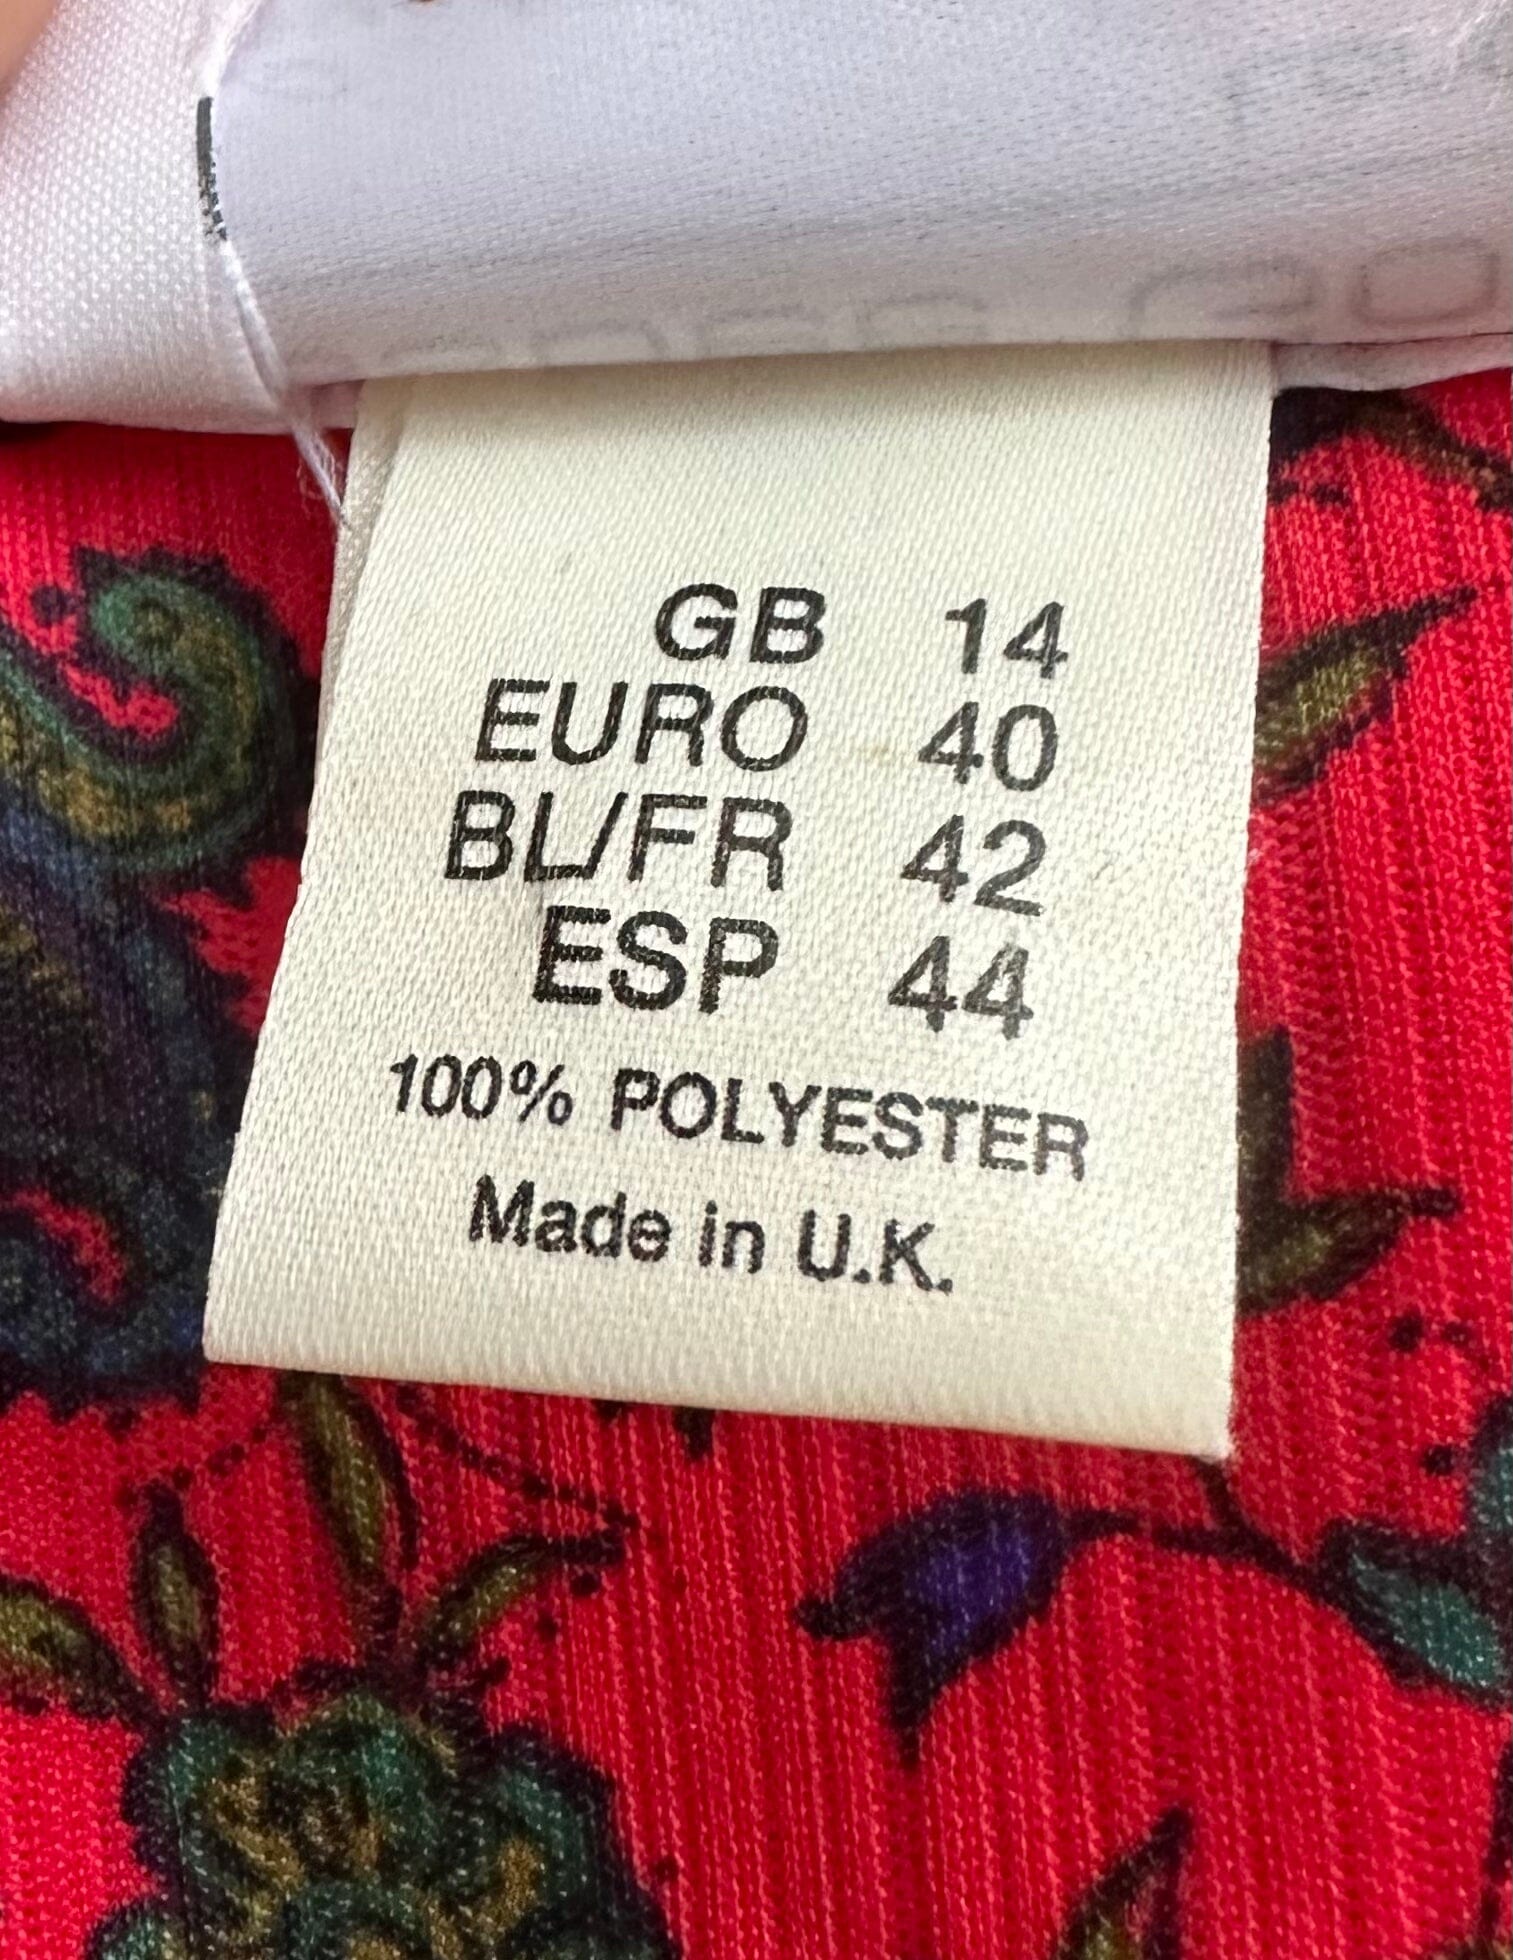 GB 14
EURO 40
BL/FR 42
ESP 44
100% POLYESTER
Made in U.K.